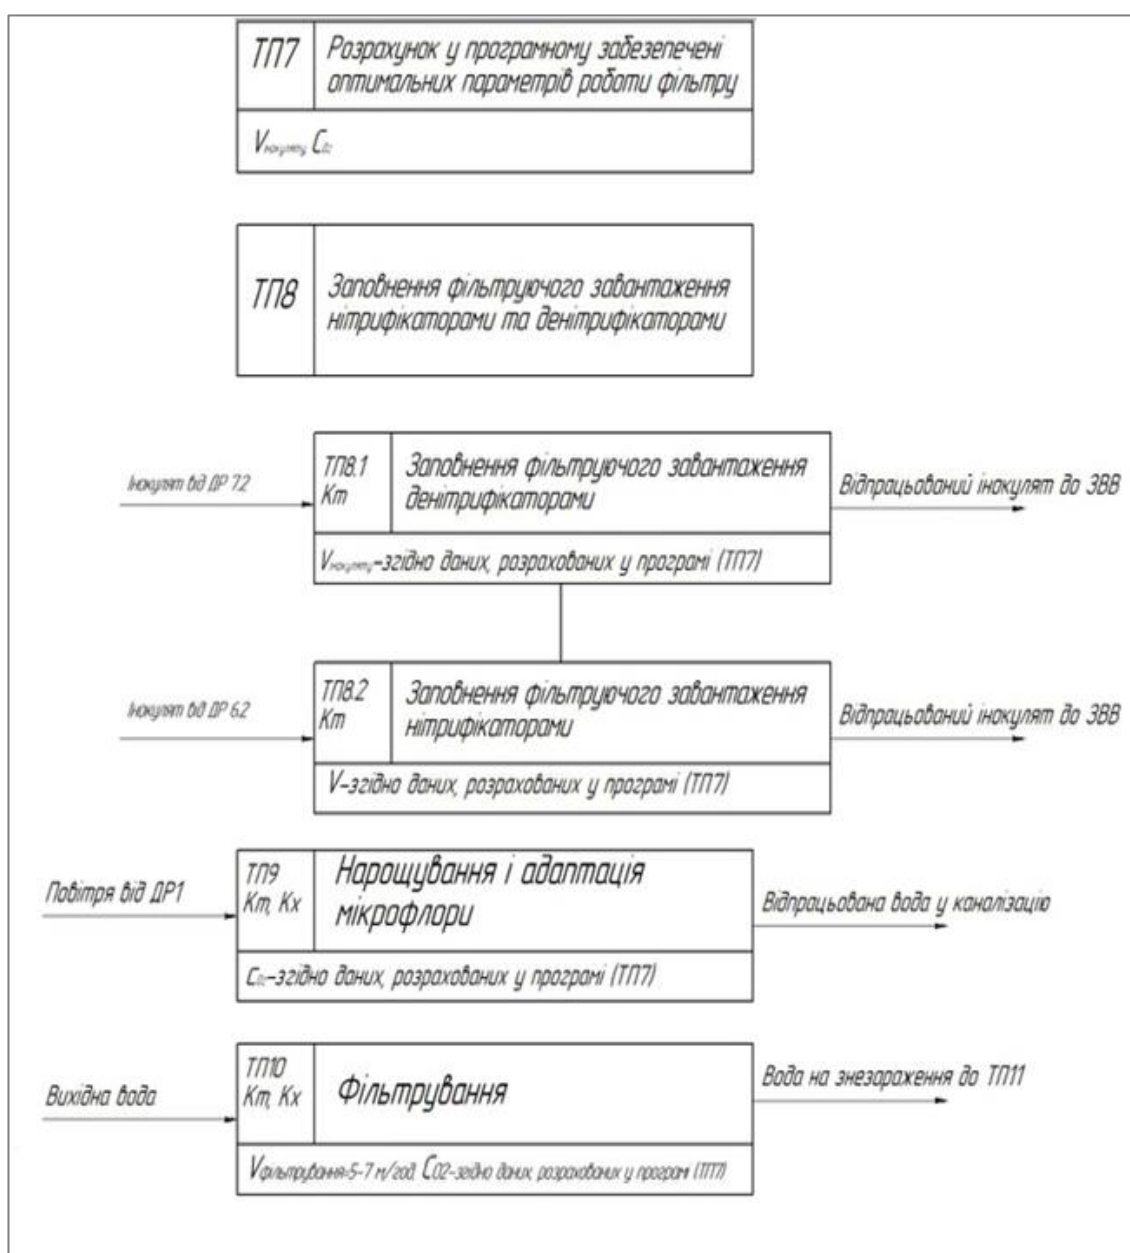 ТП7
Розрахунок у програмному забезепечені
оптимальних параметрів роботи фільтру
Vінокуляту, C₀₂
ТП8
Заповнення фільтруючого завантаження
нітрифікаторами та денітрифікаторами
Інокулят від ДР 7.2
ТП8.1
Кт
Заповнення фільтруючого завантаження
денітрифікаторами
Відпрацьований інокулят до ЗВВ
Vінокуляту-згідно даних, розрахованих у програмі (ТП7)
Інокулят від ДР 6.2
ТП8.2
Кт
Заповнення фільтруючого завантаження
нітрифікаторами
Відпрацьований інокулят до ЗВВ
V-згідно даних, розрахованих у програмі (ТП7)
Повітря від ДР1
ТП9
Кт, Кх
Нарощування і адаптація
мікрофлори
Відпрацьована вода у каналізацію
C₀₂-згідно даних, розрахованих у програмі (ТП7)
Вихідна вода
ТП10
Кт, Кх
Фільтрування
Вода на знезараження до ТП11
Vфільтрування=5-7 м/год. CO2-згідно даних, розрахованих у програмі (ТП7)